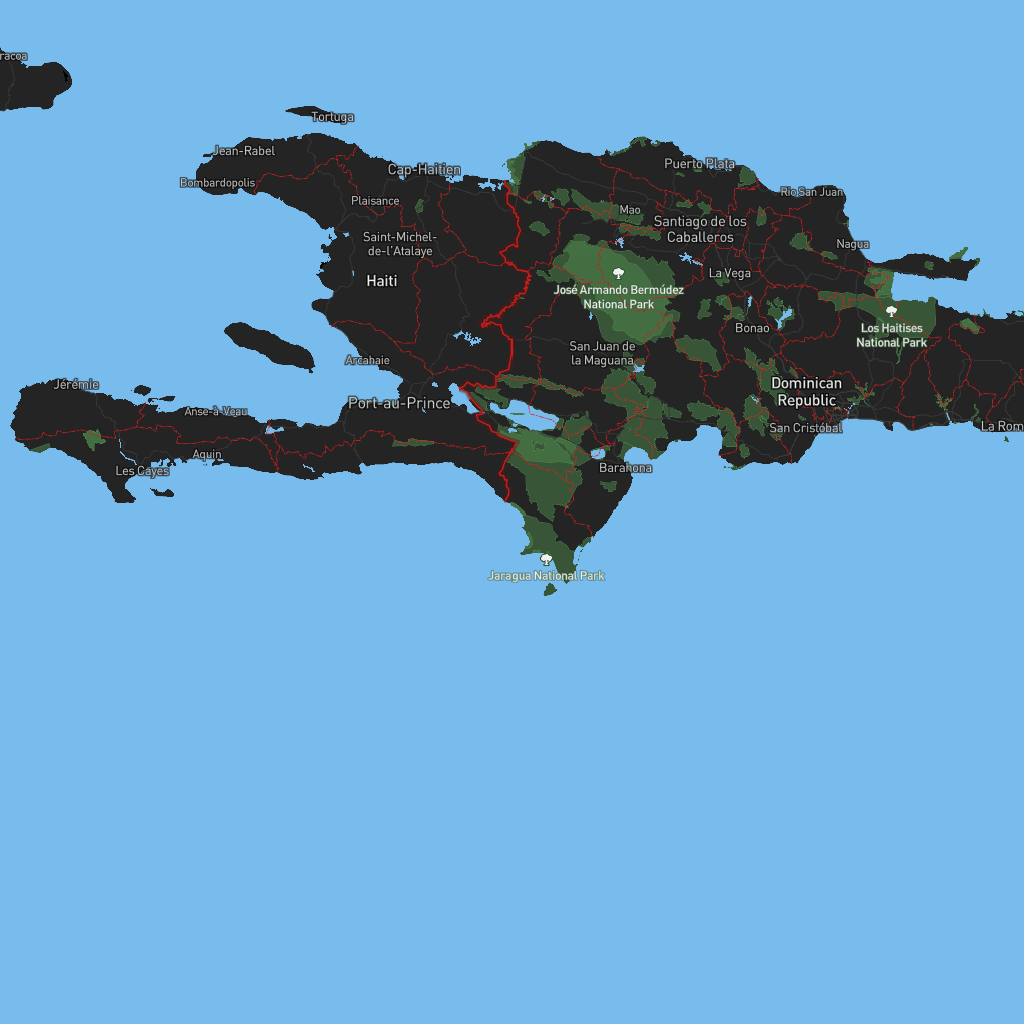 racoa
Tortuga
Jean-Rabel
Cap-Haïtien
Puerto Plata
Bombardopolis
Río San Juan
Plaisance
Mao
Santiago de los
Caballeros
Saint-Michel-
de-l'Atalaye
Nagua
Haiti
La Vega
José Armando Bermúdez
National Park
Bonao
Los Haitises
National Park
San Juan de
la Maguana
Arcahaie
Jérémie
Dominican
Republic
Port-au-Prince
Anse-à-Veau
San Cristóbal
La Rom
Aquin
Les Cayes
Barahona
Jaragua National Park